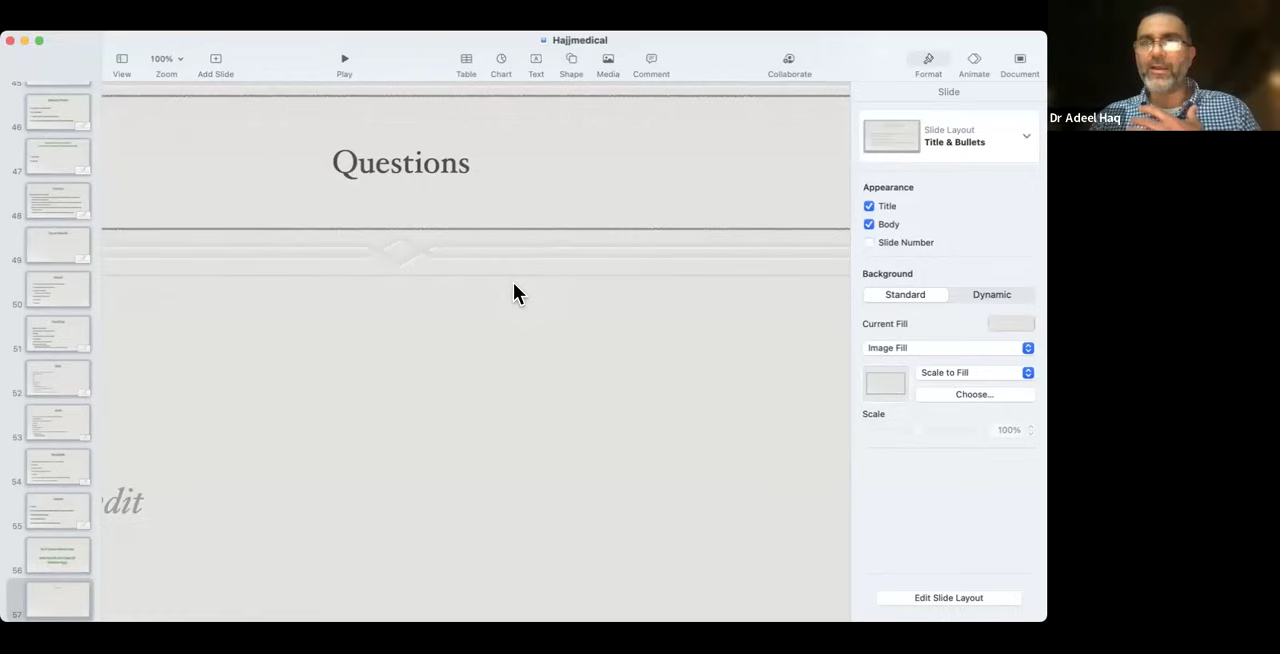 Hajjmedical
View
100%
Zoom
Add Slide
Play
Table
Chart
Text
Shape
Media
Comment
Collaborate
Format
Animate
Document
Dr Adeel Haq
45
46
47
48
49
50
51
52
53
54
55
56
57
Questions
edit
Slide
Slide Layout
Title & Bullets
Appearance
Title
Body
Slide Number
Background
Standard
Dynamic
Current Fill
Image Fill
Scale to Fill
Choose...
Scale
100%
Edit Slide Layout